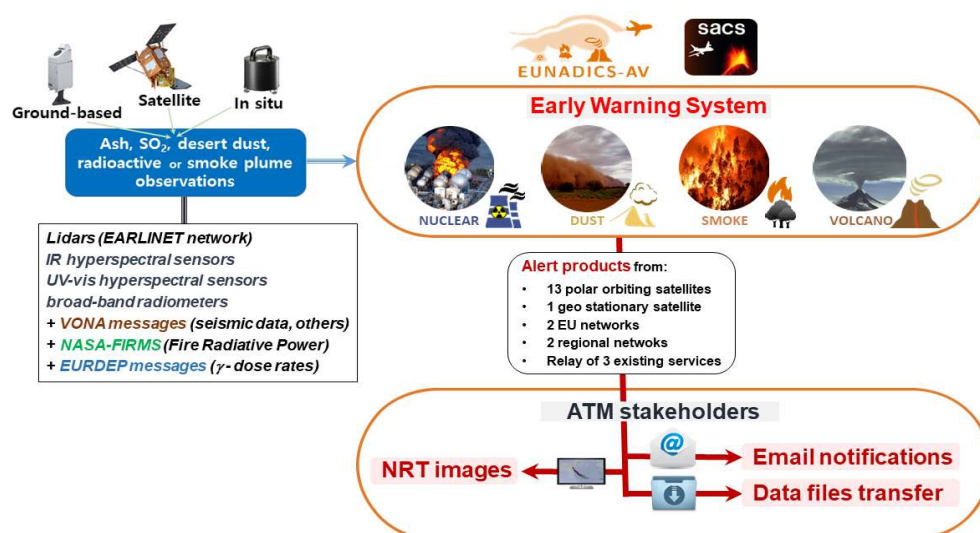 EUNADICS-AV
sacs
Ground-based
Satellite
In situ
Ash, SO2, desert dust,
radioactive or smoke plume
observations
Lidars (EARLINET network)
IR hyperspectral sensors
UV-vis hyperspectral sensors
broad-band radiometers
+ VONA messages (seismic data, others)
+ NASA-FIRMS (Fire Radiative Power)
+ EURDEP messages (γ- dose rates)
Early Warning System
NUCLEAR
DUST
SMOKE
VOLCANO
Alert products from:
• 13 polar orbiting satellites
• 1 geo stationary satellite
• 2 EU networks
• 2 regional netwoks
• Relay of 3 existing services
ATM stakeholders
NRT images
@
Email notifications
Data files transfer